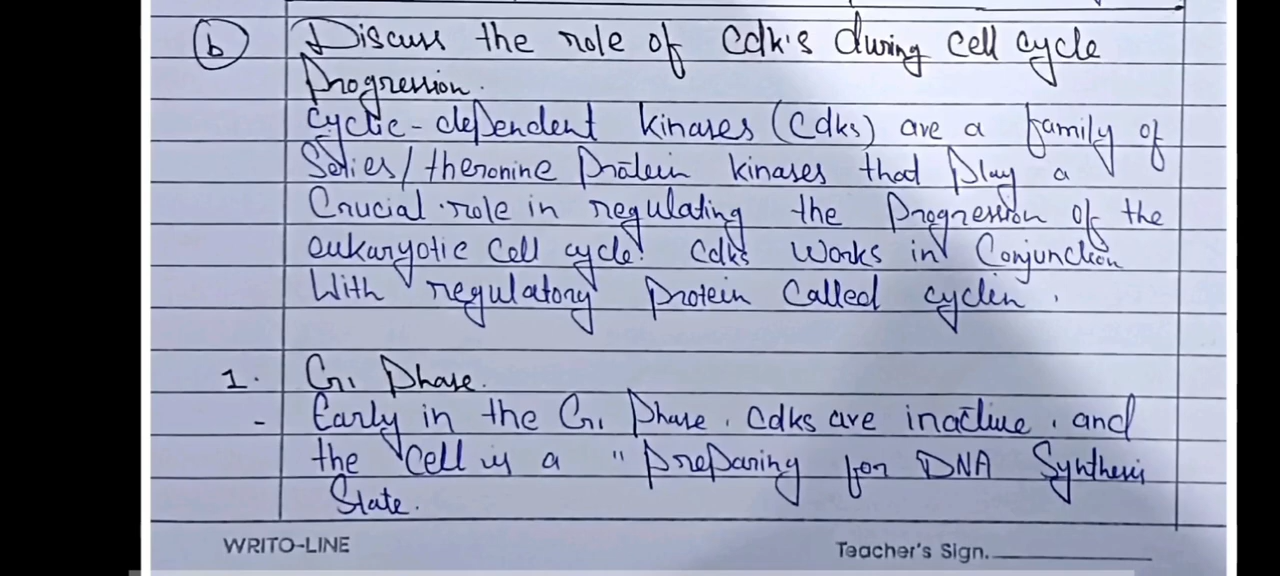 b Discuss the role of Cdk's during Cell cycle
Progression.
Cyclic-dependent kinases (Cdks) are a family of
Series/theronine Protein kinases that Play a
Crucial role in regulating the Progression of the
eukaryotic Cell cycle. Cdks Works in Conjunction
With regulatory Protein Called cyclin.
1. G1 Phase.
- Early in the G1 Phase, Cdks are inactive, and
the Cell is a "Preparing for DNA Synthesis
State.
WRITO-LINE
Teacher's Sign.